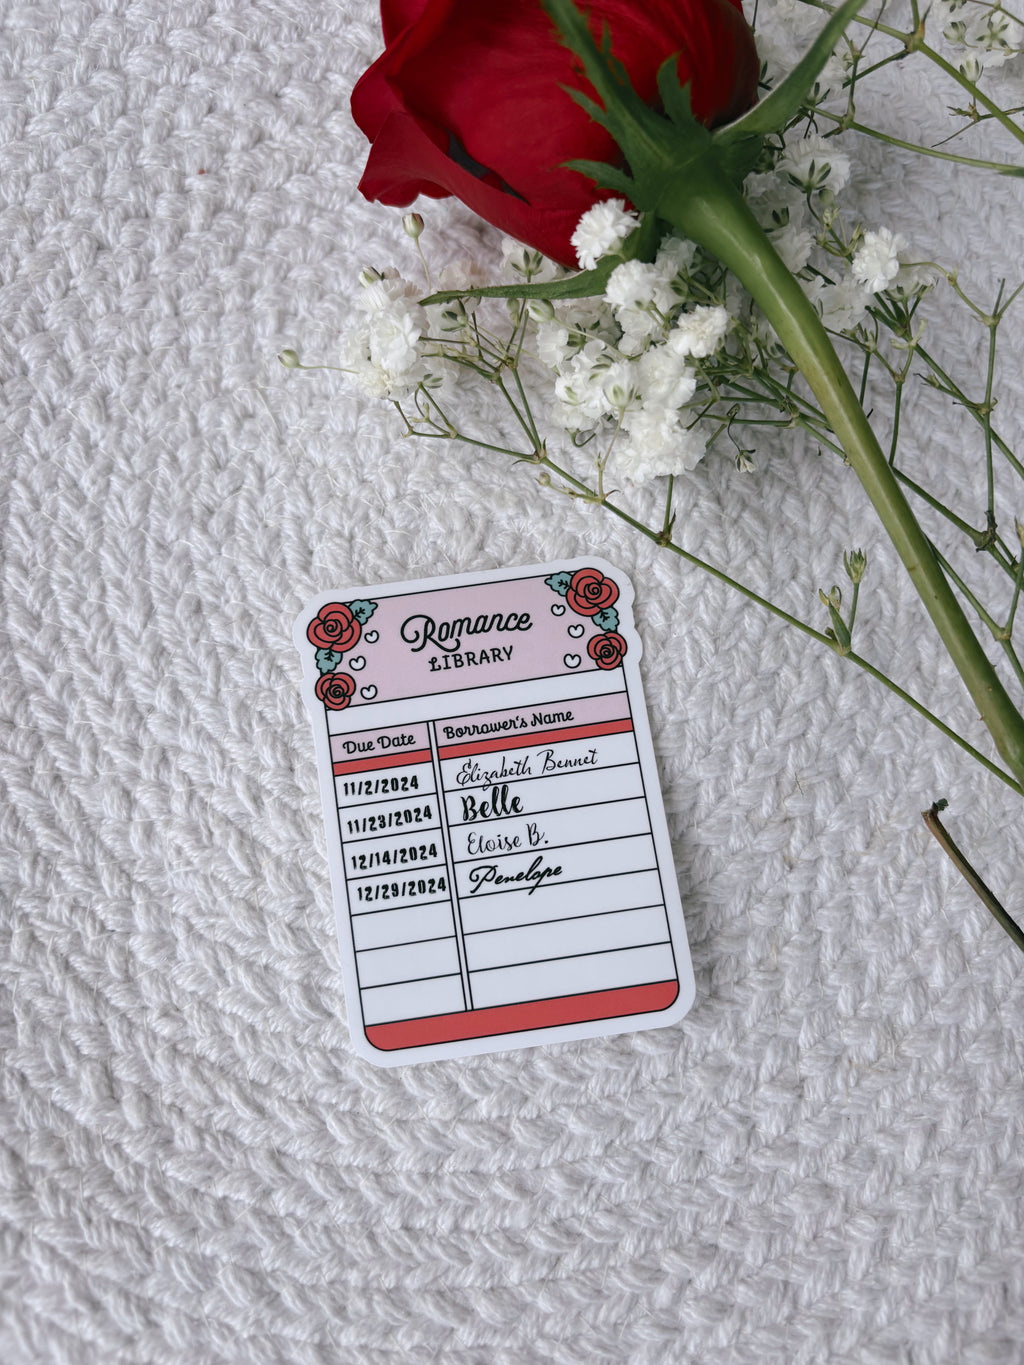 Romance
LIBRARY
Due Date Borrower's Name
11/2/2024 Elizabeth Bennet
11/23/2024 Belle
12/14/2024 Eloise B.
12/29/2024 Penelope